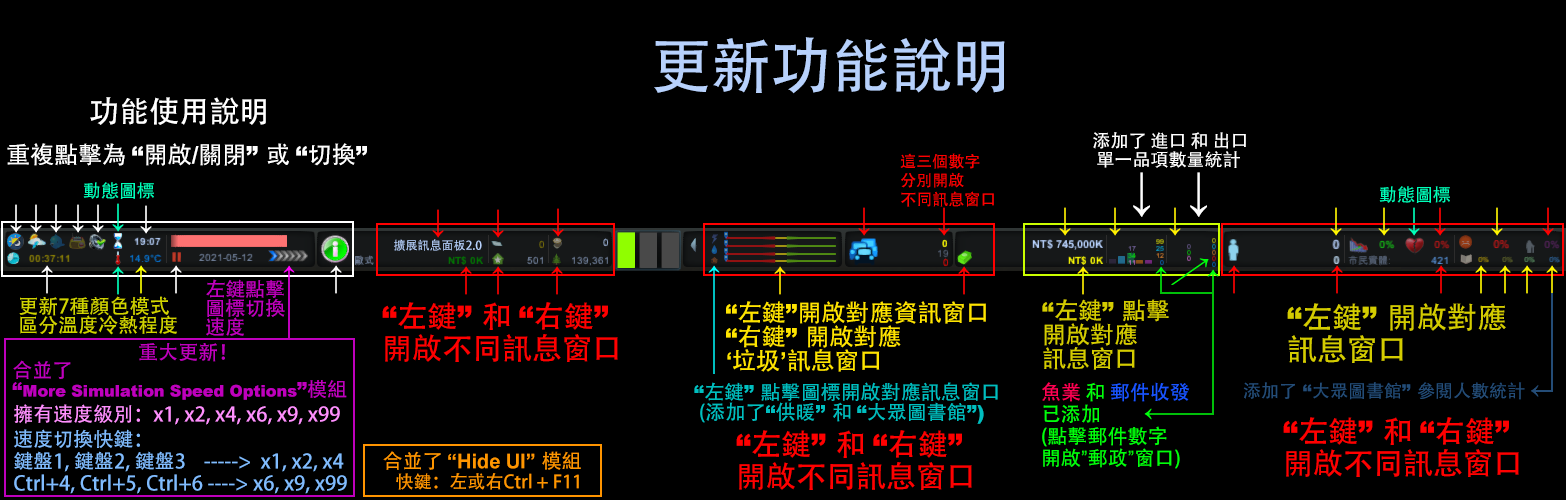 更新功能說明
功能使用說明
重複點擊為 “開啟/關閉” 或 “切換”
動態圖標
19:07
00:37:11
14.9°C
2021-05-12
歐式
更新7種顏色模式
區分溫度冷熱程度
左鍵點擊
圖標切換
速度
重大更新！
合並了
“More Simulation Speed Options”模組
擁有速度級別：x1, x2, x4, x6, x9, x99
速度切換快鍵：
鍵盤1, 鍵盤2, 鍵盤3 -----> x1, x2, x4
Ctrl+4, Ctrl+5, Ctrl+6 ----> x6, x9, x99
擴展訊息面板2.0
NT$ 0K
0
501
0
139,361
“左鍵” 和 “右鍵”
開啟不同訊息窗口
合並了 “Hide UI” 模組
快鍵：左或右Ctrl + F11
這三個數字
分別開啟
不同訊息窗口
0
19
0
“左鍵”開啟對應資訊窗口
“右鍵” 開啟對應
‘垃圾’訊息窗口
“左鍵” 點擊圖標開啟對應訊息窗口
(添加了“供暖” 和 “大眾圖書館”)
“左鍵” 和 “右鍵”
開啟不同訊息窗口
添加了 進口 和 出口
單一品項數量統計
NT$ 745,000K
NT$ 0K
“左鍵” 點擊
開啟對應
訊息窗口
魚業 和 郵件收發
已添加
(點擊郵件數字
開啟”郵政”窗口)
動態圖標
0
0
0%
0%
市民實體:
421
0%
0%
0%
0%
0%
0%
“左鍵” 開啟對應
訊息窗口
添加了 “大眾圖書館” 參閱人數統計
“左鍵” 和 “右鍵”
開啟不同訊息窗口